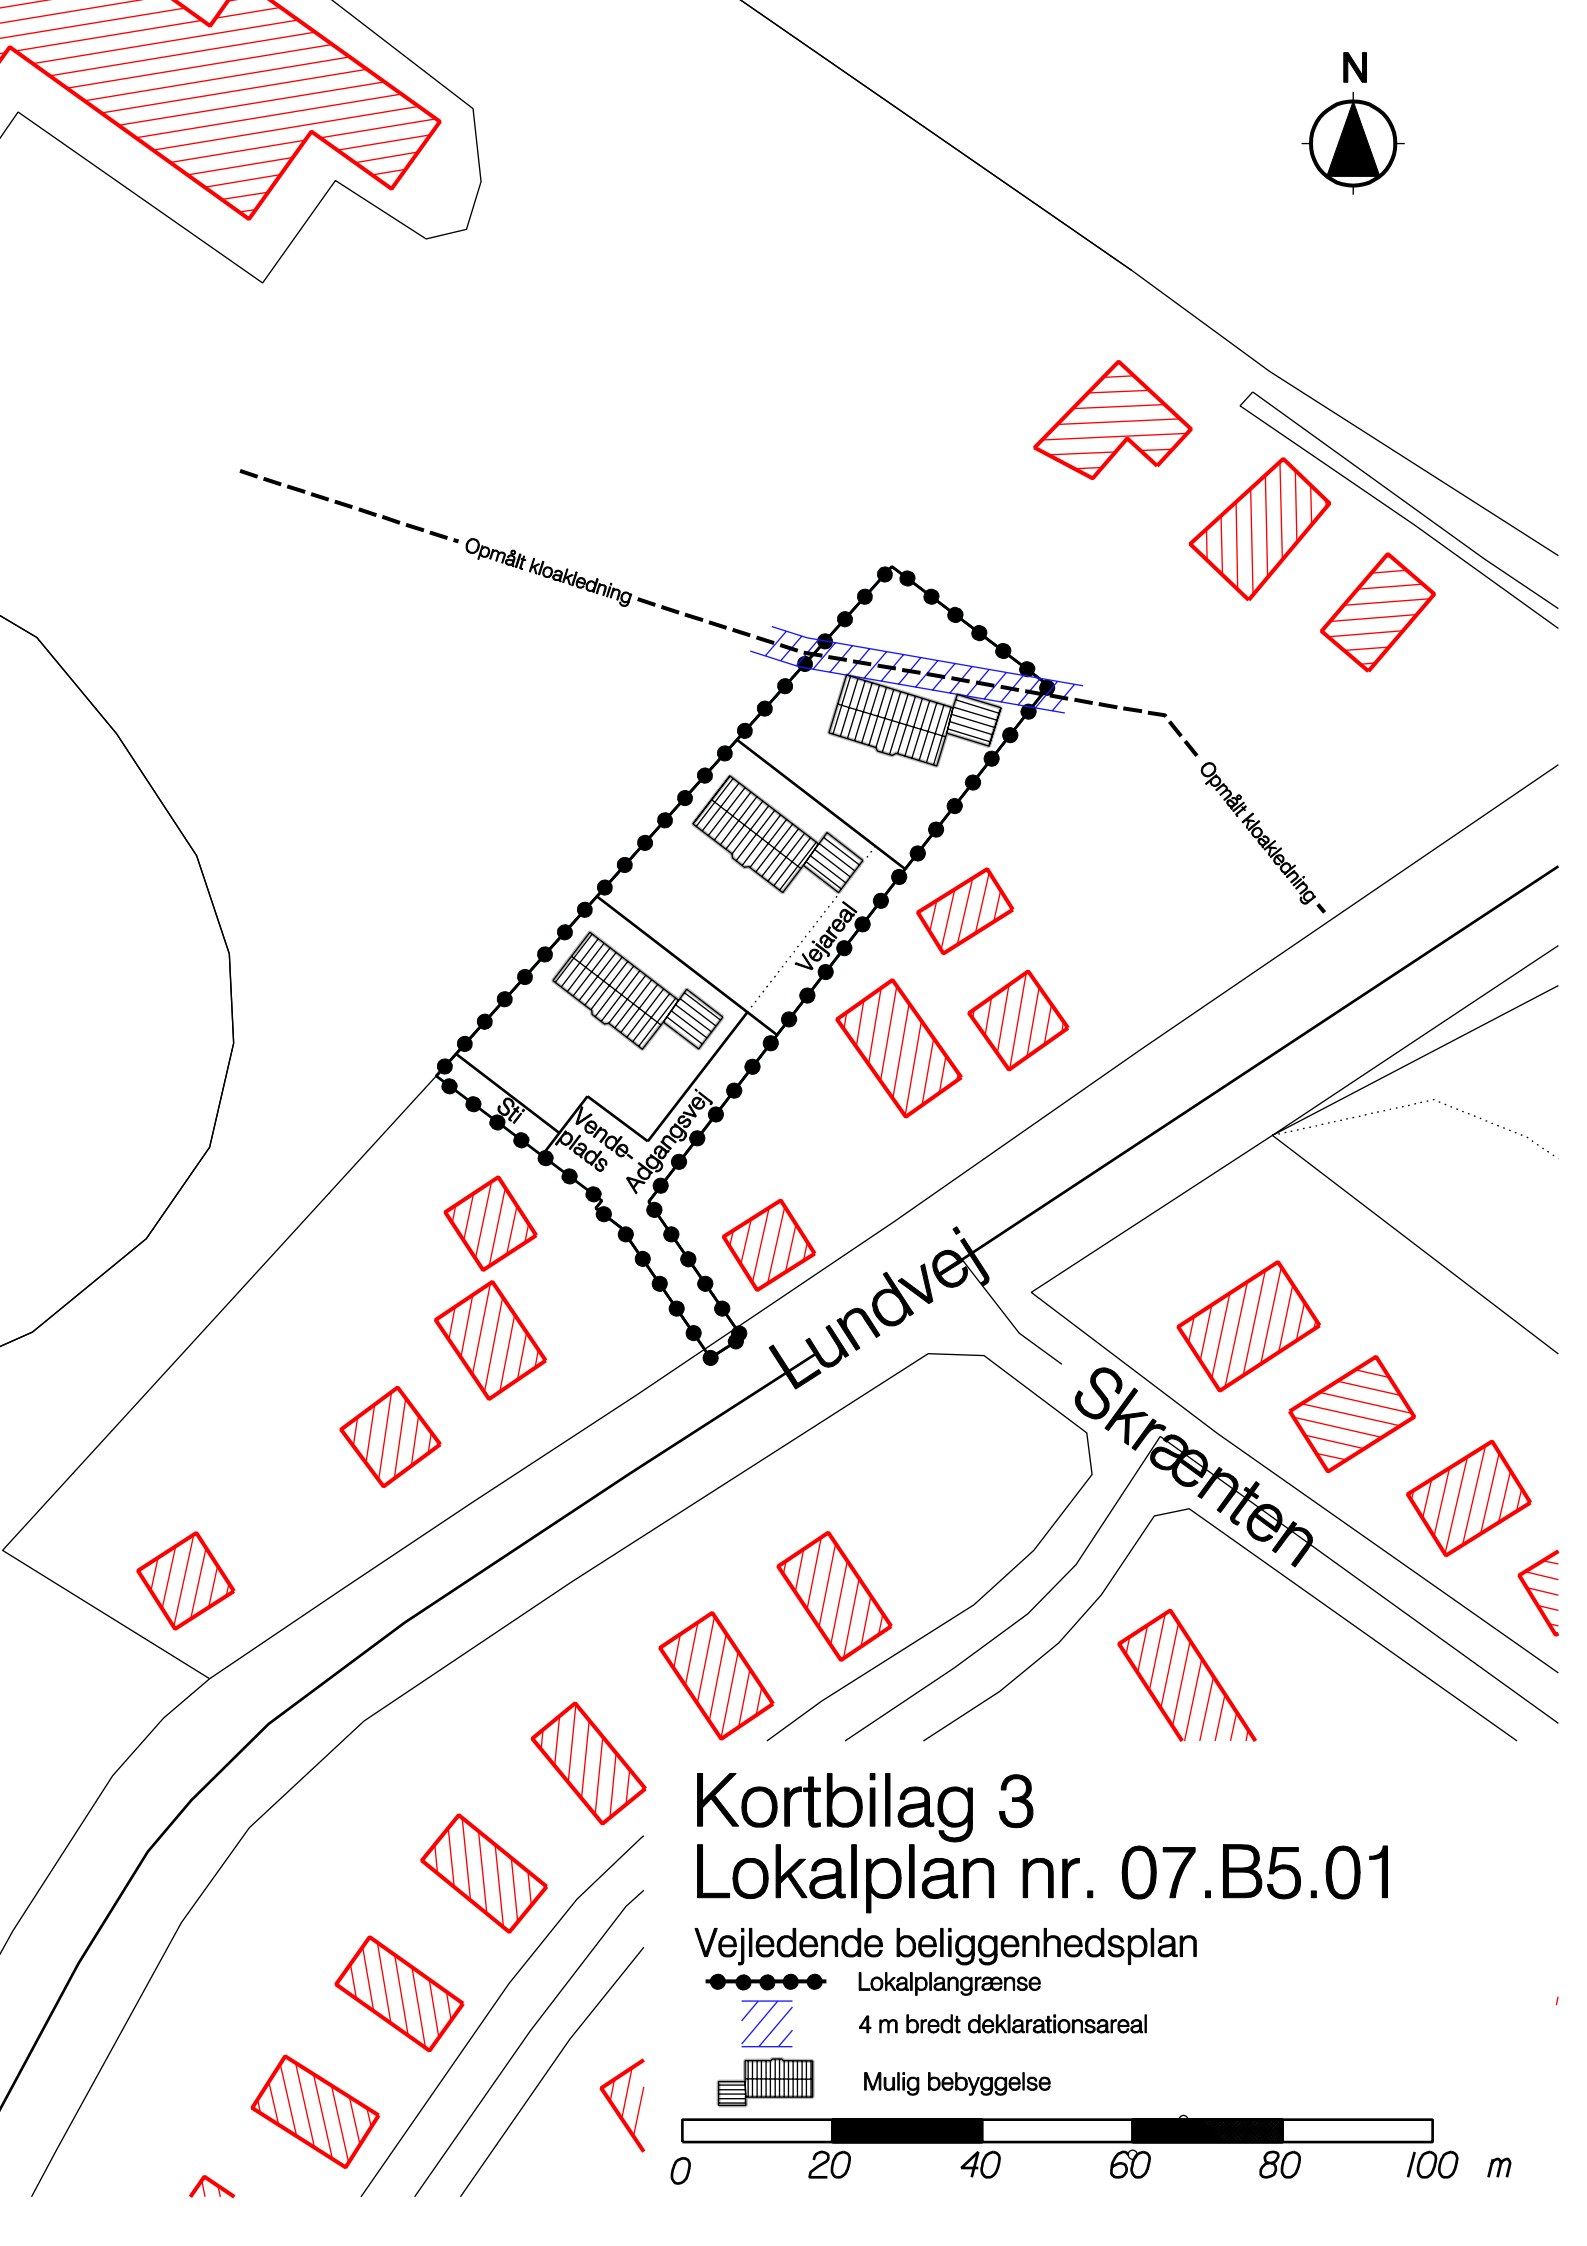 N
Opmålt kloakledning
Opmålt kloakledning
Vejareal
Sti
Vende-
plads
Adgangsvej
Lundvej
Skrænten
Kortbilag 3
Lokalplan nr. 07.B5.01
Vejledende beliggenhedsplan
Lokalplangrænse
4 m bredt deklarationsareal
Mulig bebyggelse
0 20 40 60 80 100 m